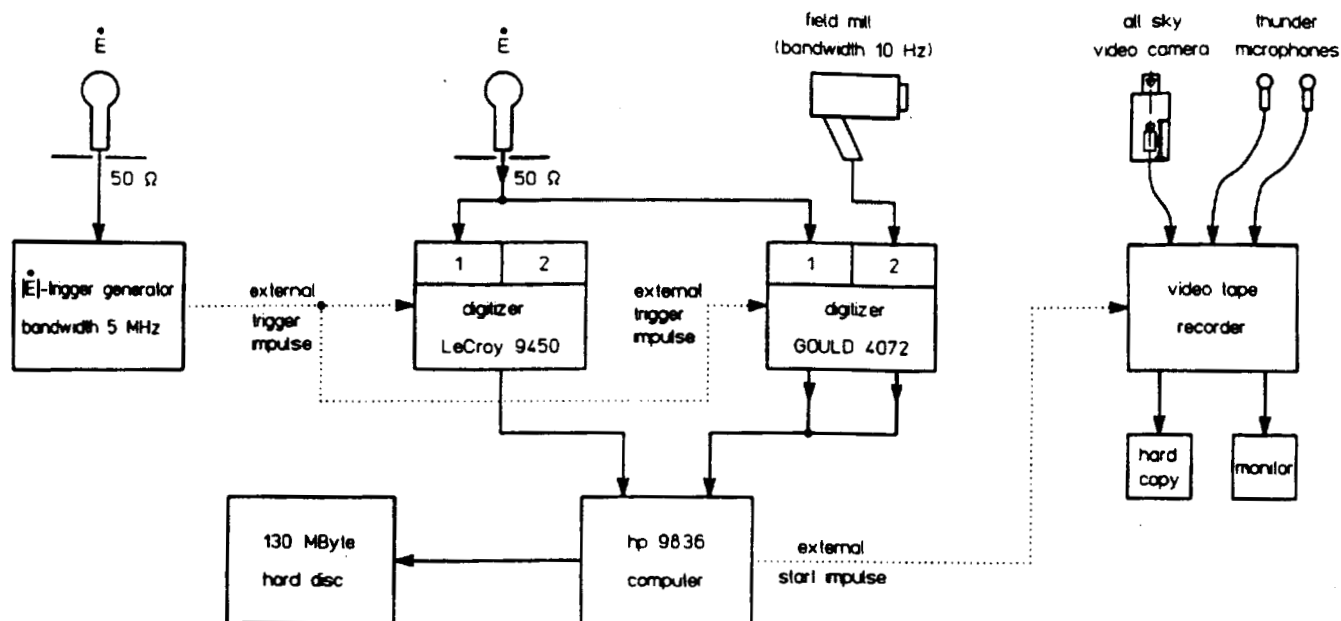 Ė
Ė
field mill
(bandwidth 10 Hz)
all sky
video camera
thunder
microphones
50 Ω
50 Ω
|Ė|-trigger generator
bandwidth 5 MHz
external
trigger
impulse
1
2
digitizer
LeCroy 9450
external
trigger
impulse
1
2
digitizer
GOULD 4072
video tape
recorder
hard
copy
monitor
130 MByte
hard disc
hp 9836
computer
external
start impulse